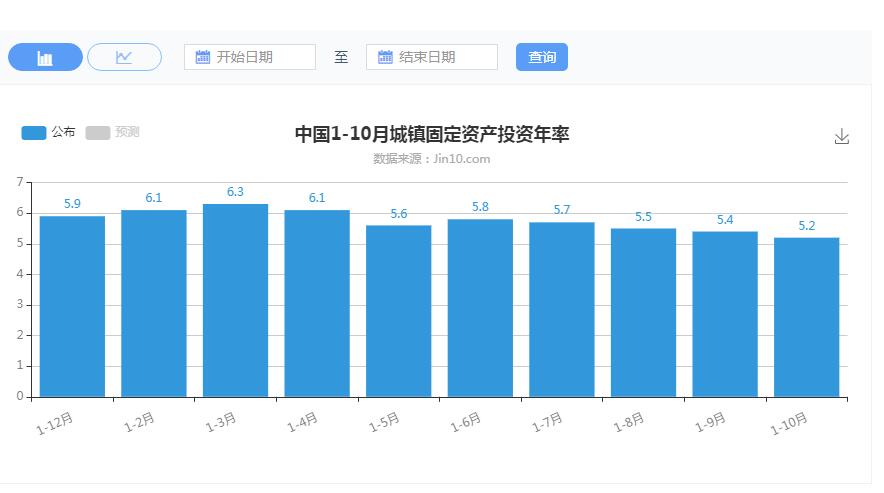 开始日期 至 结束日期 查询
公布 预测
中国1-10月城镇固定资产投资年率
数据来源：Jin10.com
7
6
5
4
3
2
1
0
5.9 6.1 6.3 6.1 5.6 5.8 5.7 5.5 5.4 5.2
1-12月 1-2月 1-3月 1-4月 1-5月 1-6月 1-7月 1-8月 1-9月 1-10月